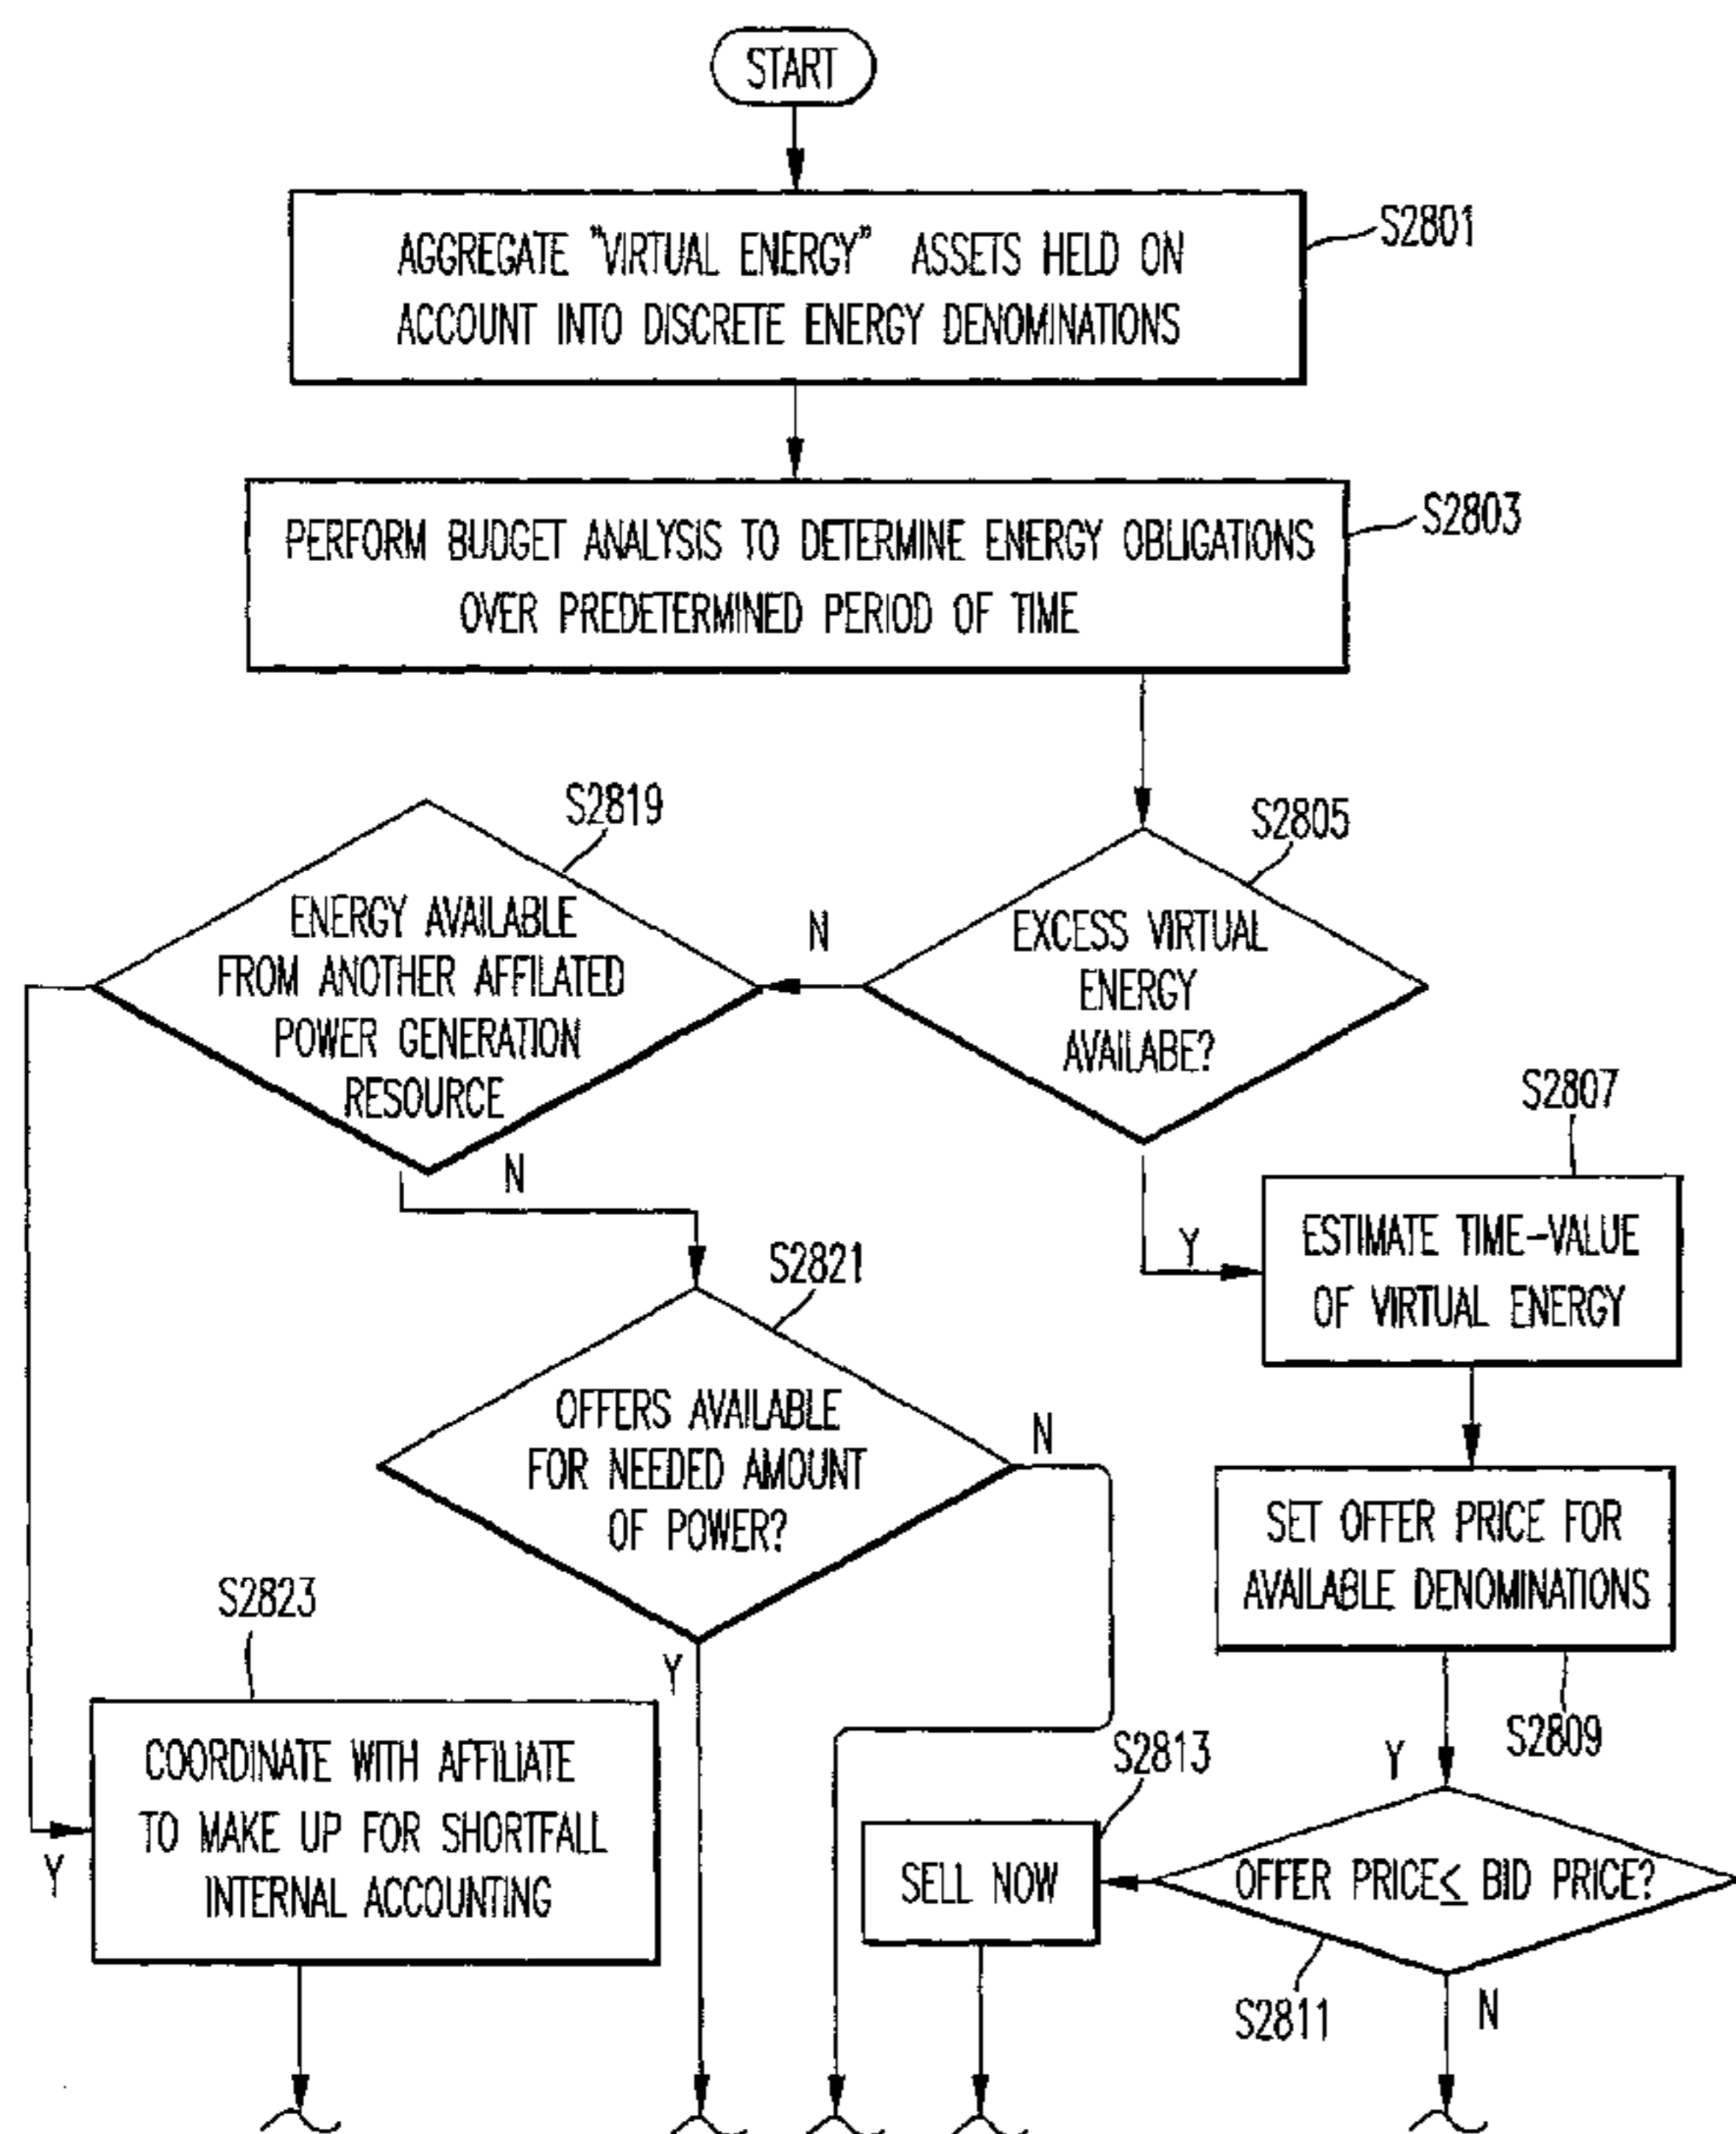 START
AGGREGATE "VIRTUAL ENERGY" ASSETS HELD ON
ACCOUNT INTO DISCRETE ENERGY DENOMINATIONS
S2801
PERFORM BUDGET ANALYSIS TO DETERMINE ENERGY OBLIGATIONS
OVER PREDETERMINED PERIOD OF TIME
S2803
S2819
ENERGY AVAILABLE
FROM ANOTHER AFFILATED
POWER GENERATION
RESOURCE
N
S2805
EXCESS VIRTUAL
ENERGY
AVAILABE?
N
Y
S2807
ESTIMATE TIME-VALUE
OF VIRTUAL ENERGY
S2821
OFFERS AVAILABLE
FOR NEEDED AMOUNT
OF POWER?
N
Y
SET OFFER PRICE FOR
AVAILABLE DENOMINATIONS
S2809
S2823
COORDINATE WITH AFFILIATE
TO MAKE UP FOR SHORTFALL
INTERNAL ACCOUNTING
Y
S2813
SELL NOW
Y
OFFER PRICE≤ BID PRICE?
S2811
N